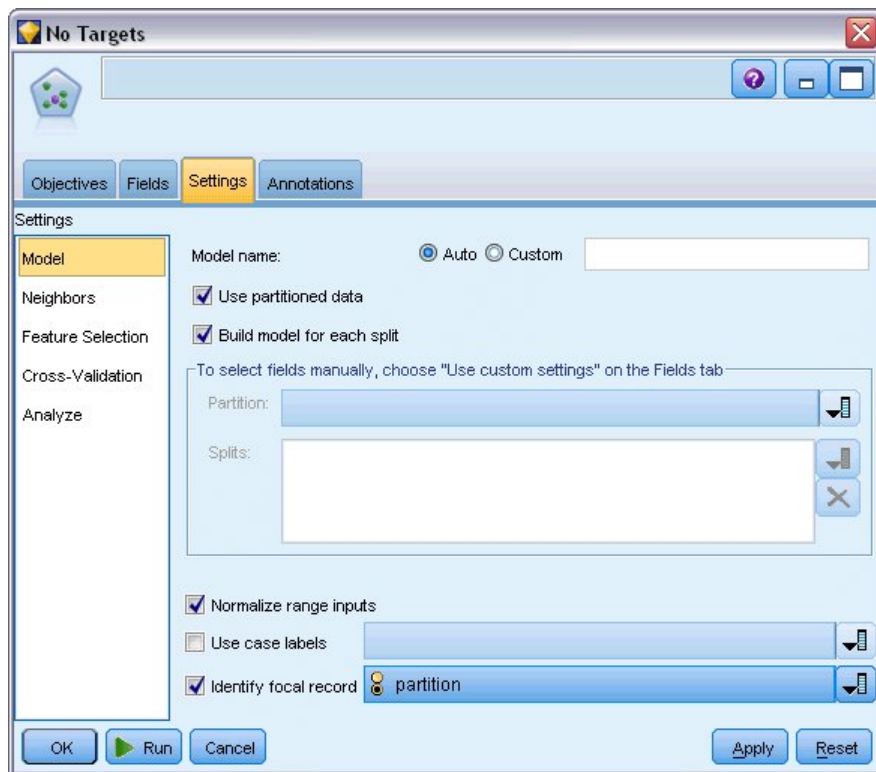 No Targets
Objectives Fields Settings Annotations
Settings
Model
Neighbors
Feature Selection
Cross-Validation
Analyze
Model name: Auto Custom
Use partitioned data
Build model for each split
To select fields manually, choose "Use custom settings" on the Fields tab
Partition:
Splits:
Normalize range inputs
Use case labels
Identify focal record partition
OK Run Cancel Apply Reset